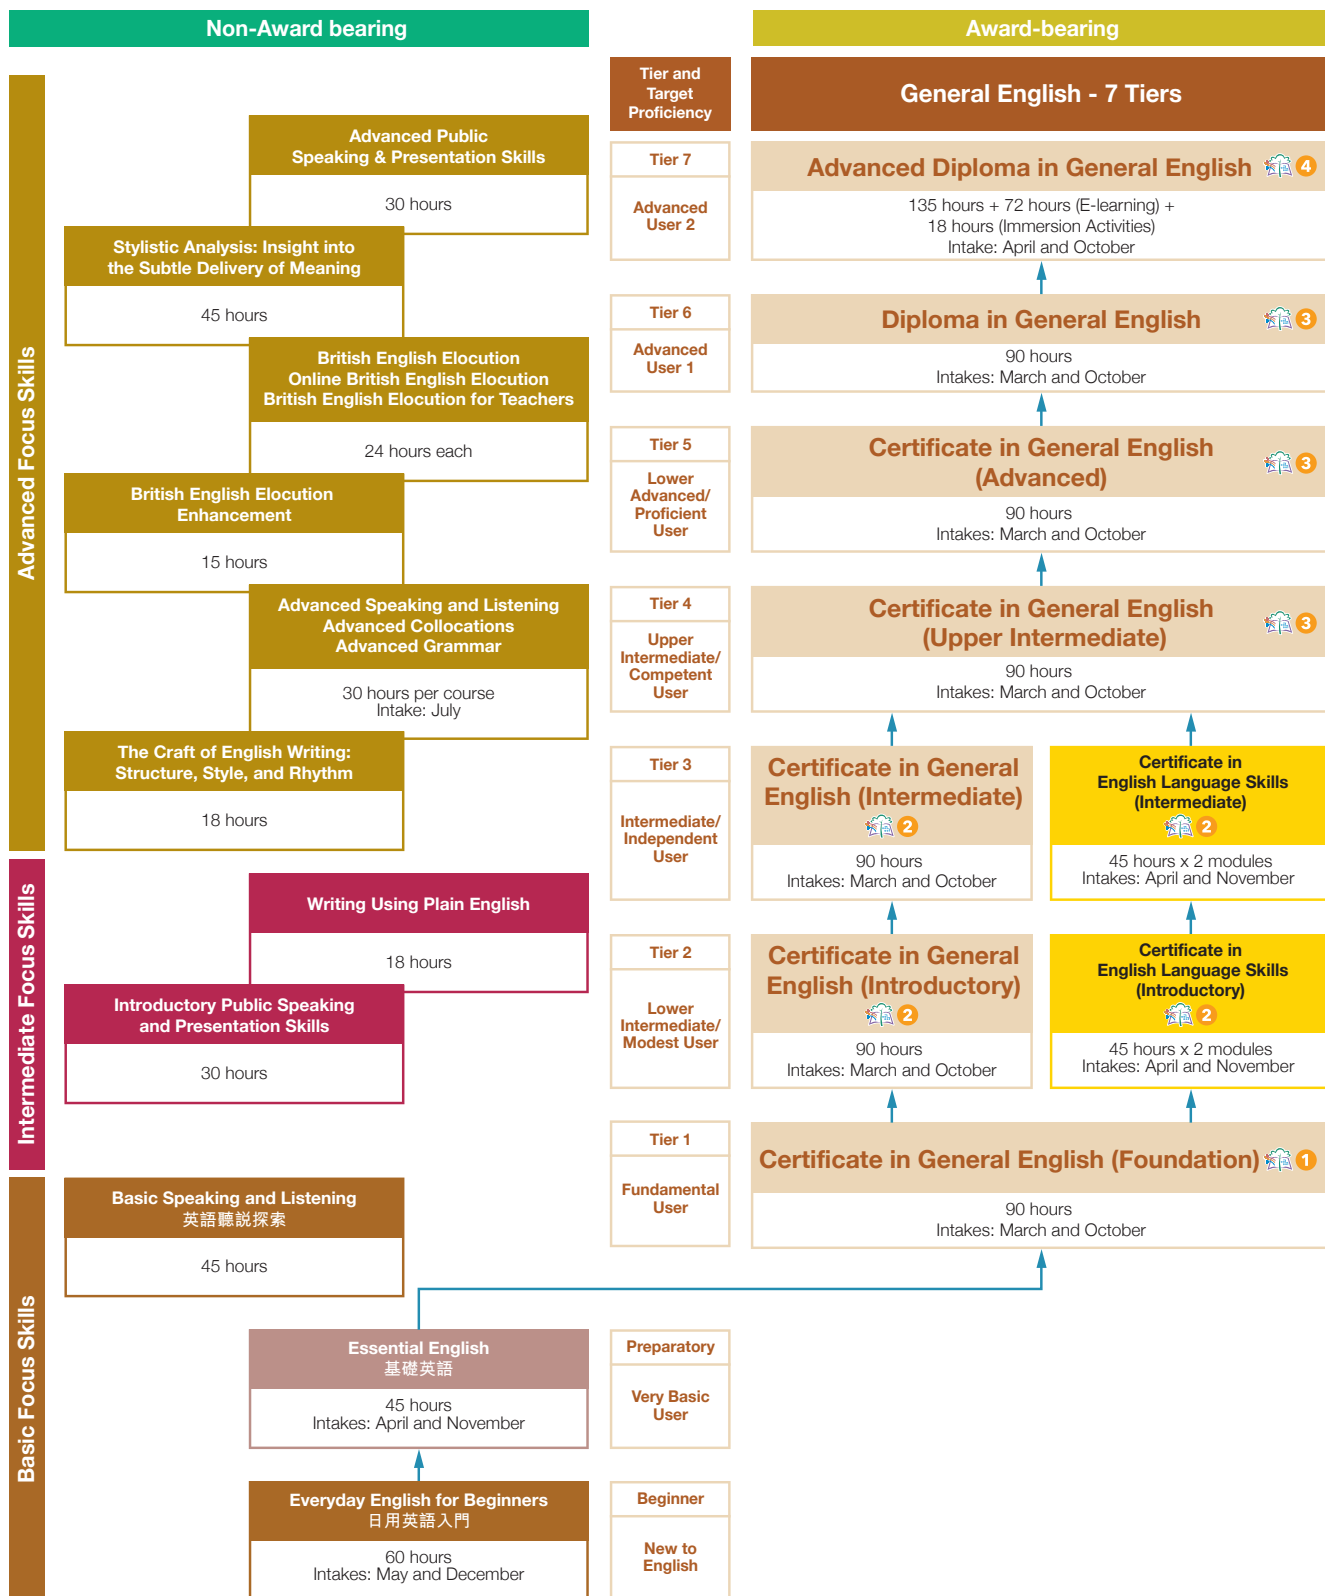 Non-Award bearing
Award-bearing
Advanced Focus Skills
Advanced Public
Speaking & Presentation Skills
30 hours
Stylistic Analysis: Insight into
the Subtle Delivery of Meaning
45 hours
British English Elocution
Online British English Elocution
British English Elocution for Teachers
24 hours each
British English Elocution
Enhancement
15 hours
Advanced Speaking and Listening
Advanced Collocations
Advanced Grammar
30 hours per course
Intake: July
The Craft of English Writing:
Structure, Style, and Rhythm
18 hours
Intermediate Focus Skills
Writing Using Plain English
18 hours
Introductory Public Speaking
and Presentation Skills
30 hours
Basic Focus Skills
Basic Speaking and Listening
英語聽説探索
45 hours
Essential English
基礎英語
45 hours
Intakes: April and November
Everyday English for Beginners
日用英語入門
60 hours
Intakes: May and December
Tier and
Target
Proficiency
Tier 7
Advanced
User 2
Tier 6
Advanced
User 1
Tier 5
Lower
Advanced/
Proficient
User
Tier 4
Upper
Intermediate/
Competent
User
Tier 3
Intermediate/
Independent
User
Tier 2
Lower
Intermediate/
Modest User
Tier 1
Fundamental
User
Preparatory
Very Basic
User
Beginner
New to
English
General English - 7 Tiers
Advanced Diploma in General English 4
135 hours + 72 hours (E-learning) +
18 hours (Immersion Activities)
Intake: April and October
Diploma in General English 3
90 hours
Intakes: March and October
Certificate in General English
(Advanced) 3
90 hours
Intakes: March and October
Certificate in General English
(Upper Intermediate) 3
90 hours
Intakes: March and October
Certificate in General
English (Intermediate)
2
90 hours
Intakes: March and October
Certificate in
English Language Skills
(Intermediate)
2
45 hours x 2 modules
Intakes: April and November
Certificate in General
English (Introductory)
2
90 hours
Intakes: March and October
Certificate in
English Language Skills
(Introductory)
2
45 hours x 2 modules
Intakes: April and November
Certificate in General English (Foundation) 1
90 hours
Intakes: March and October